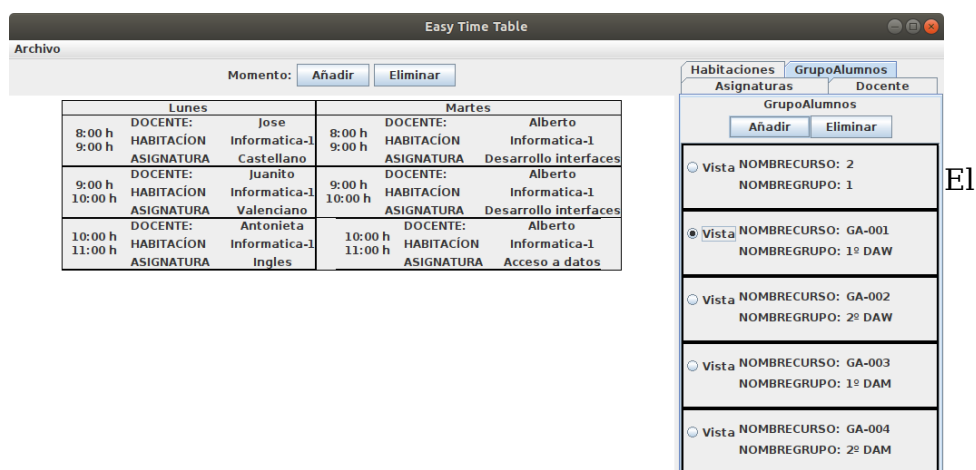 Easy Time Table
Archivo
Momento: Añadir Eliminar
Habitaciones GrupoAlumnos
Asignaturas Docente
GrupoAlumnos
Añadir Eliminar
Lunes Martes
8:00 h
9:00 h
DOCENTE: Jose
HABITACÍON Informatica-1
ASIGNATURA Castellano
8:00 h
9:00 h
DOCENTE: Alberto
HABITACÍON Informatica-1
ASIGNATURA Desarrollo interfaces
9:00 h
10:00 h
DOCENTE: Juanito
HABITACÍON Informatica-1
ASIGNATURA Valenciano
9:00 h
10:00 h
DOCENTE: Alberto
HABITACÍON Informatica-1
ASIGNATURA Desarrollo interfaces
10:00 h
11:00 h
DOCENTE: Antonieta
HABITACÍON Informatica-1
ASIGNATURA Ingles
10:00 h
11:00 h
DOCENTE: Alberto
HABITACÍON Informatica-1
ASIGNATURA Acceso a datos
Vista NOMBRECURSO: 2
NOMBREGRUPO: 1
Vista NOMBRECURSO: GA-001
NOMBREGRUPO: 1º DAW
Vista NOMBRECURSO: GA-002
NOMBREGRUPO: 2º DAW
Vista NOMBRECURSO: GA-003
NOMBREGRUPO: 1º DAM
Vista NOMBRECURSO: GA-004
NOMBREGRUPO: 2º DAM
El